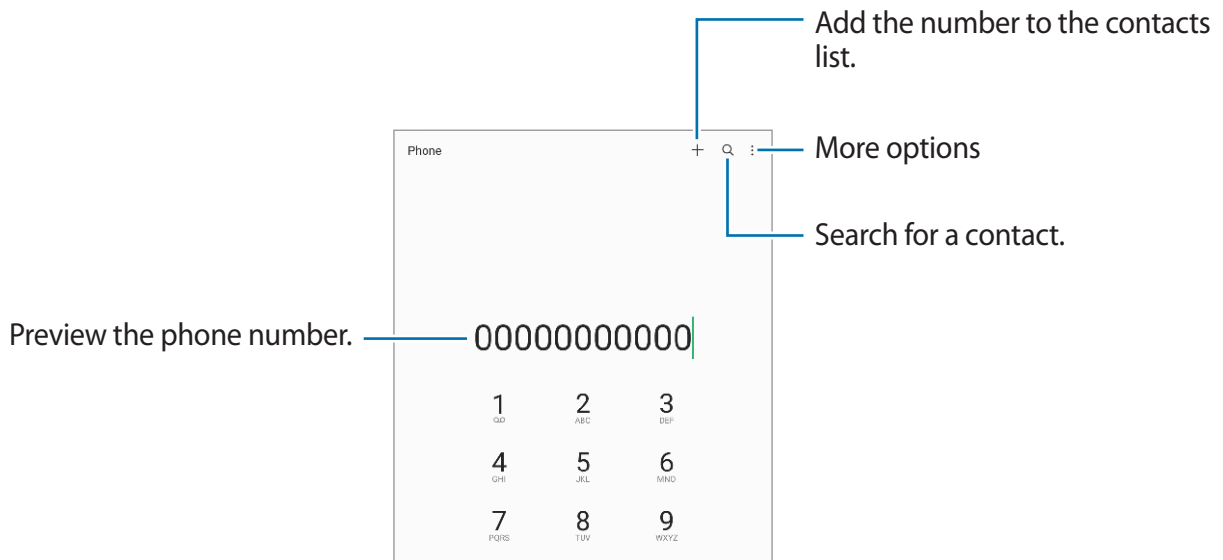 Add the number to the contacts
list.
Phone
More options
Search for a contact.
Preview the phone number.
00000000000
1 2 3
ABC DEF
4 5 6
GHI JKL MNO
7 8 9
PQRS TUV WXYZ